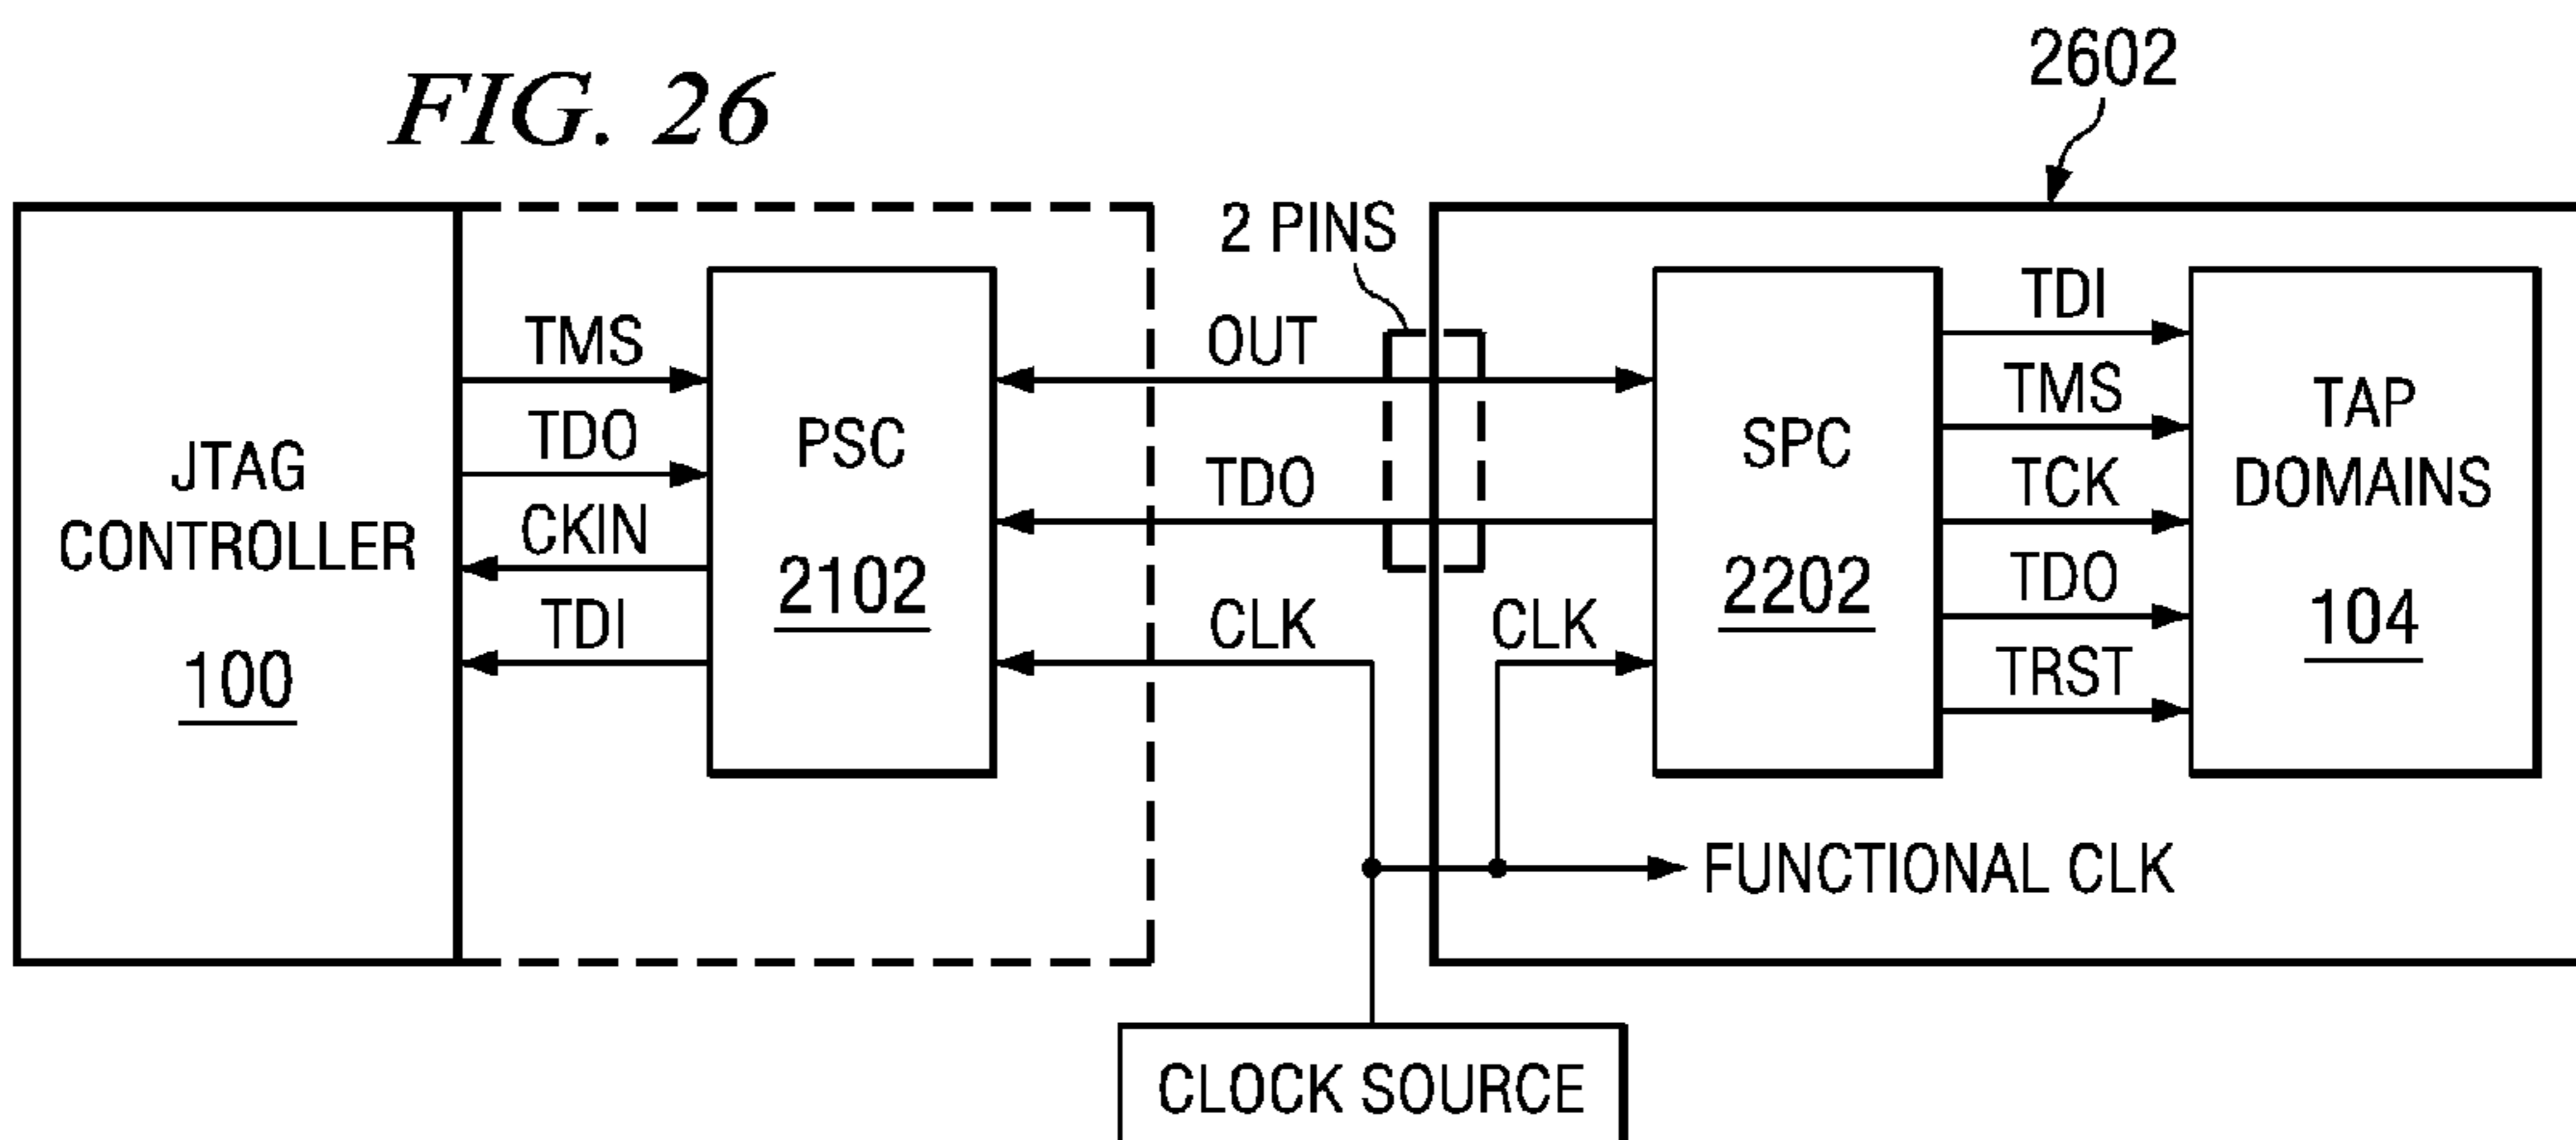 FIG. 26
2602
2 PINS
JTAG
CONTROLLER
100
TMS
TDO
CKIN
TDI
PSC
2102
OUT
TDO
CLK
CLK
SPC
2202
TDI
TMS
TCK
TDO
TRST
TAP
DOMAINS
104
FUNCTIONAL CLK
CLOCK SOURCE